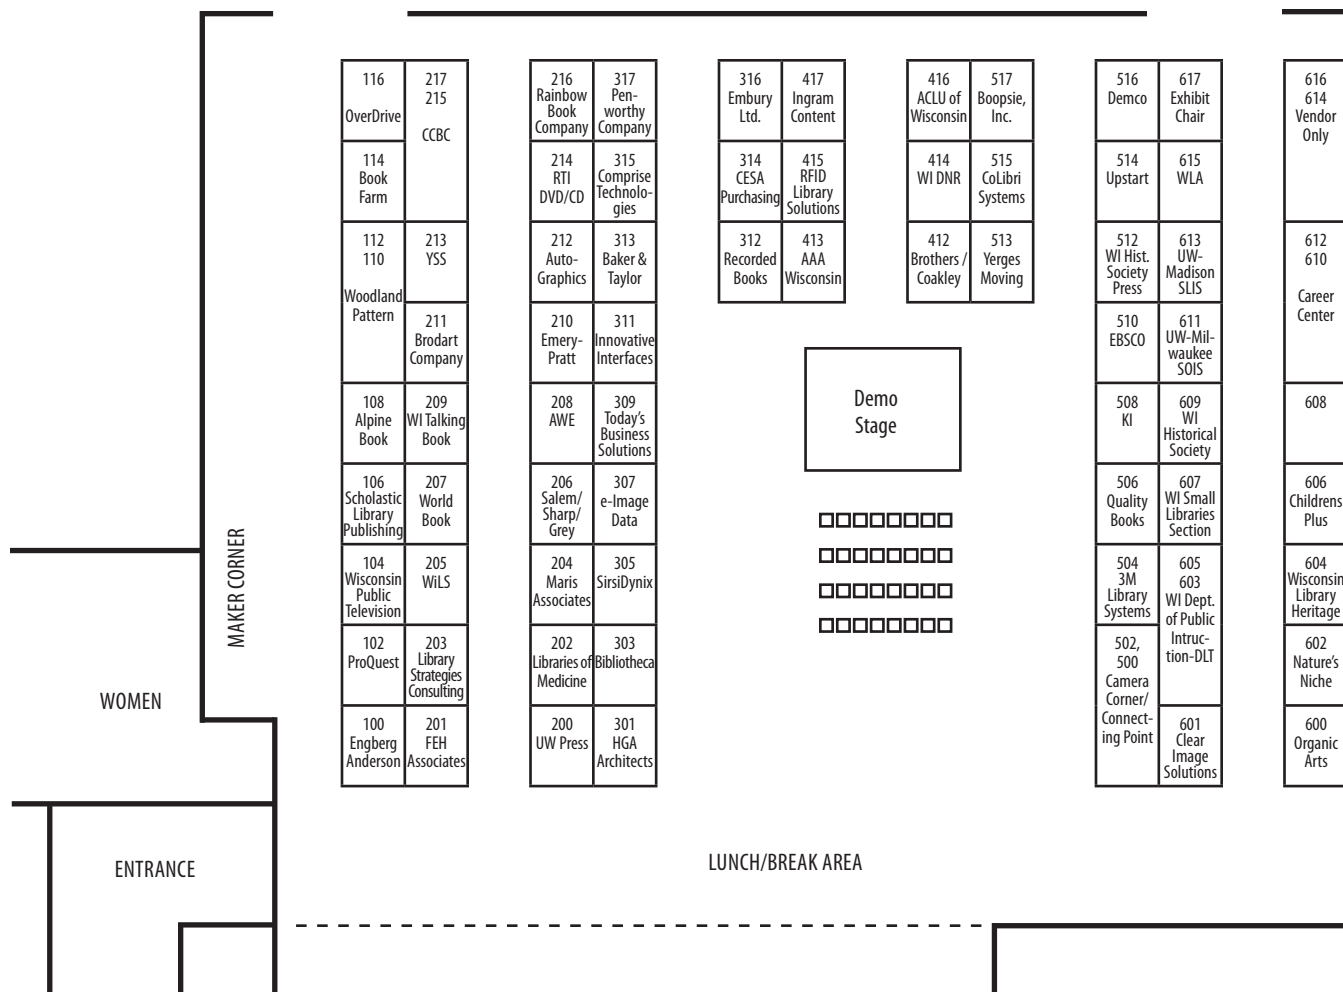 116
OverDrive
217
215
CCBC
114
Book
Farm
112
110
Woodland
Pattern
213
YSS
211
Brodart
Company
108
Alpine
Book
209
WI Talking
Book
106
Scholastic
Library
Publishing
207
World
Book
104
Wisconsin
Public
Television
205
WiLS
102
ProQuest
203
Library
Strategies
Consulting
100
Engberg
Anderson
201
FEH
Associates
216
Rainbow
Book
Company
317
Pen-
worthy
Company
214
RTI
DVD/CD
315
Comprise
Technolo-
gies
212
Auto-
Graphics
313
Baker &
Taylor
210
Emery-
Pratt
311
Innovative
Interfaces
208
AWE
309
Today's
Business
Solutions
206
Salem/
Sharp/
Grey
307
e-Image
Data
204
Maris
Associates
305
SirsiDynix
202
Libraries of
Medicine
303
Bibliotheca
200
UW Press
301
HGA
Architects
316
Embury
Ltd.
417
Ingram
Content
314
CESA
Purchasing
415
RFID
Library
Solutions
312
Recorded
Books
413
AAA
Wisconsin
416
ACLU of
Wisconsin
517
Boopsie,
Inc.
414
WI DNR
515
CoLibri
Systems
412
Brothers /
Coakley
513
Yerges
Moving
Demo
Stage
516
Demco
617
Exhibit
Chair
514
Upstart
615
WLA
512
WI Hist.
Society
Press
613
UW-
Madison
SLIS
510
EBSCO
611
UW-Mil-
waukee
SOIS
508
KI
609
WI
Historical
Society
506
Quality
Books
607
WI Small
Libraries
Section
504
3M
Library
Systems
605
603
WI Dept.
of Public
Intruc-
tion-DLT
502,
500
Camera
Corner/
Connect-
ing Point
601
Clear
Image
Solutions
616
614
Vendor
Only
612
610
Career
Center
608
606
Childrens
Plus
604
Wisconsin
Library
Heritage
602
Nature's
Niche
600
Organic
Arts
MAKER CORNER
WOMEN
ENTRANCE
LUNCH/BREAK AREA